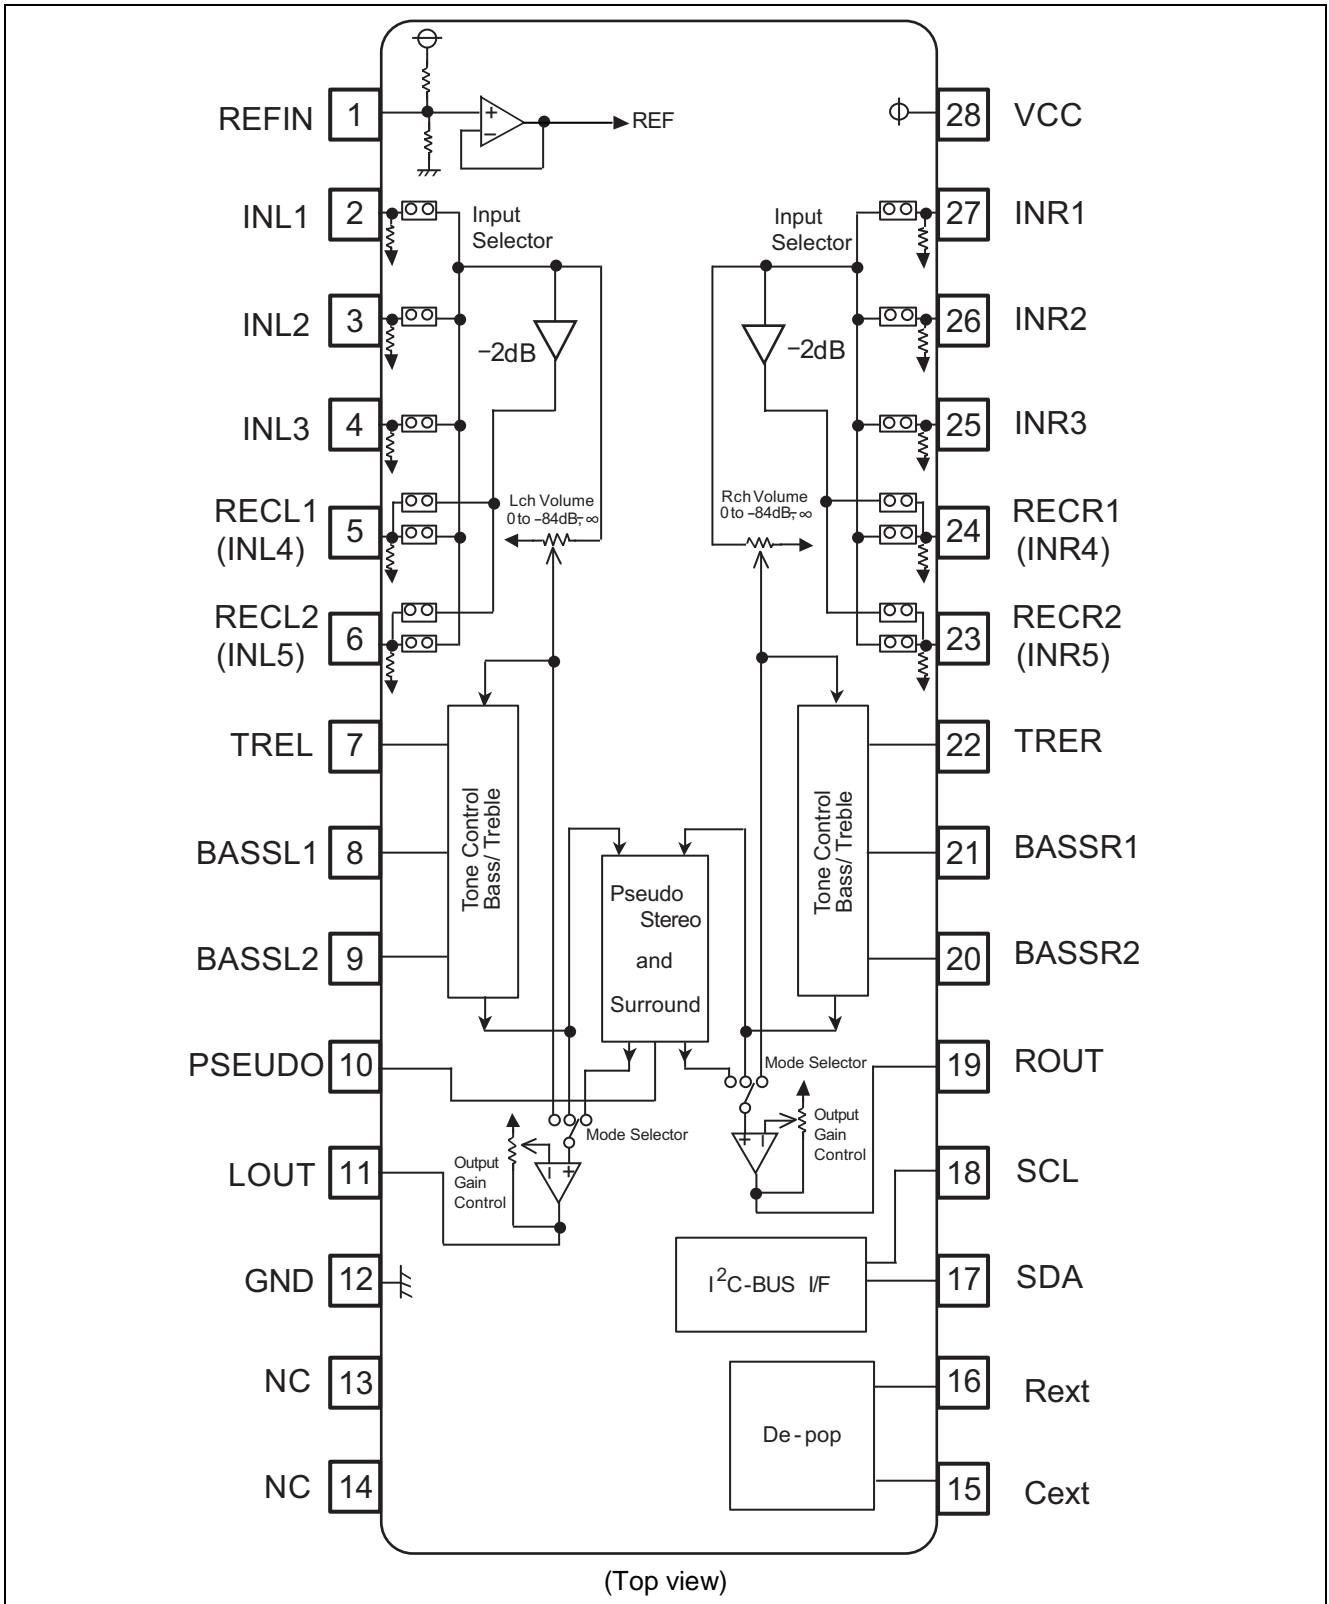 REFIN 1
REF
28 VCC
INL1 2
Input
Selector
Input
Selector
27 INR1
INL2 3
−2dB
−2dB
26 INR2
INL3 4
25 INR3
RECL1
(INL4)
5
Lch Volume
0 to −84dB, −∞
Rch Volume
0 to −84dB, −∞
24
RECR1
(INR4)
RECL2
(INL5)
6
23
RECR2
(INR5)
TREL 7
22 TRER
Tone Control
Bass/ Treble
Tone Control
Bass/ Treble
BASSL1 8
21 BASSR1
Pseudo
Stereo
and
Surround
BASSL2 9
20 BASSR2
PSEUDO 10
Mode Selector
19 ROUT
Mode Selector
Output
Gain
Control
Output
Gain
Control
+ −
− +
LOUT 11
18 SCL
GND 12
I2C-BUS I/F
17 SDA
NC 13
16 Rext
De - pop
NC 14
15 Cext
(Top view)